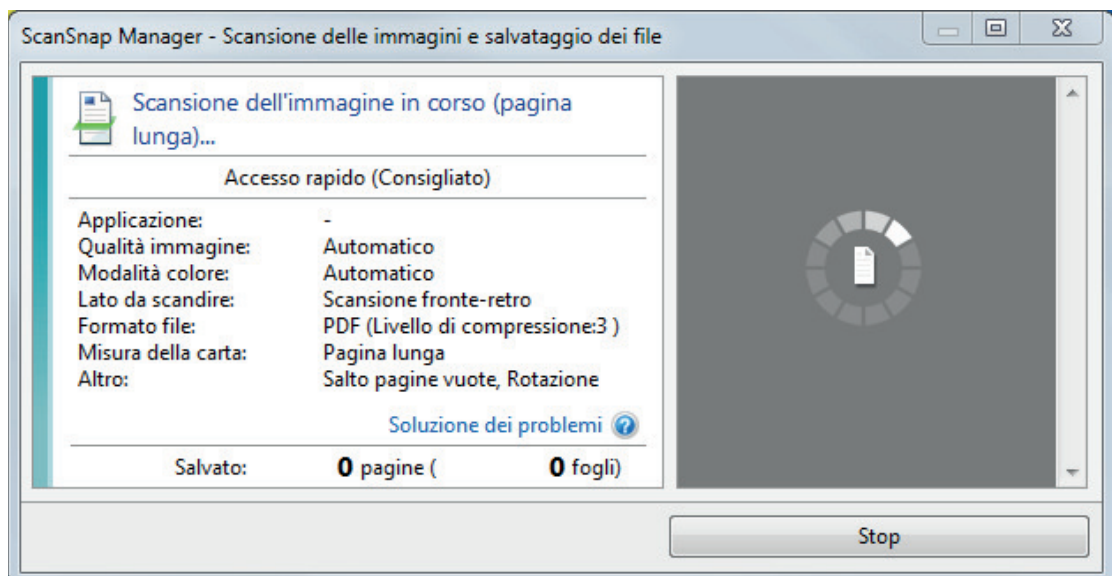 ScanSnap Manager - Scansione delle immagini e salvataggio dei file
Scansione dell'immagine in corso (pagina
lunga)...
Accesso rapido (Consigliato)
Applicazione: -
Qualità immagine: Automatico
Modalità colore: Automatico
Lato da scandire: Scansione fronte-retro
Formato file: PDF (Livello di compressione:3 )
Misura della carta: Pagina lunga
Altro: Salto pagine vuote, Rotazione
Soluzione dei problemi
Salvato: 0 pagine ( 0 fogli)
Stop